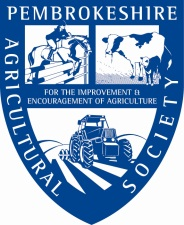 PEMBROKESHIRE
AGRICULTURAL
SOCIETY
FOR THE IMPROVEMENT &
ENCOURAGEMENT OF AGRICULTURE